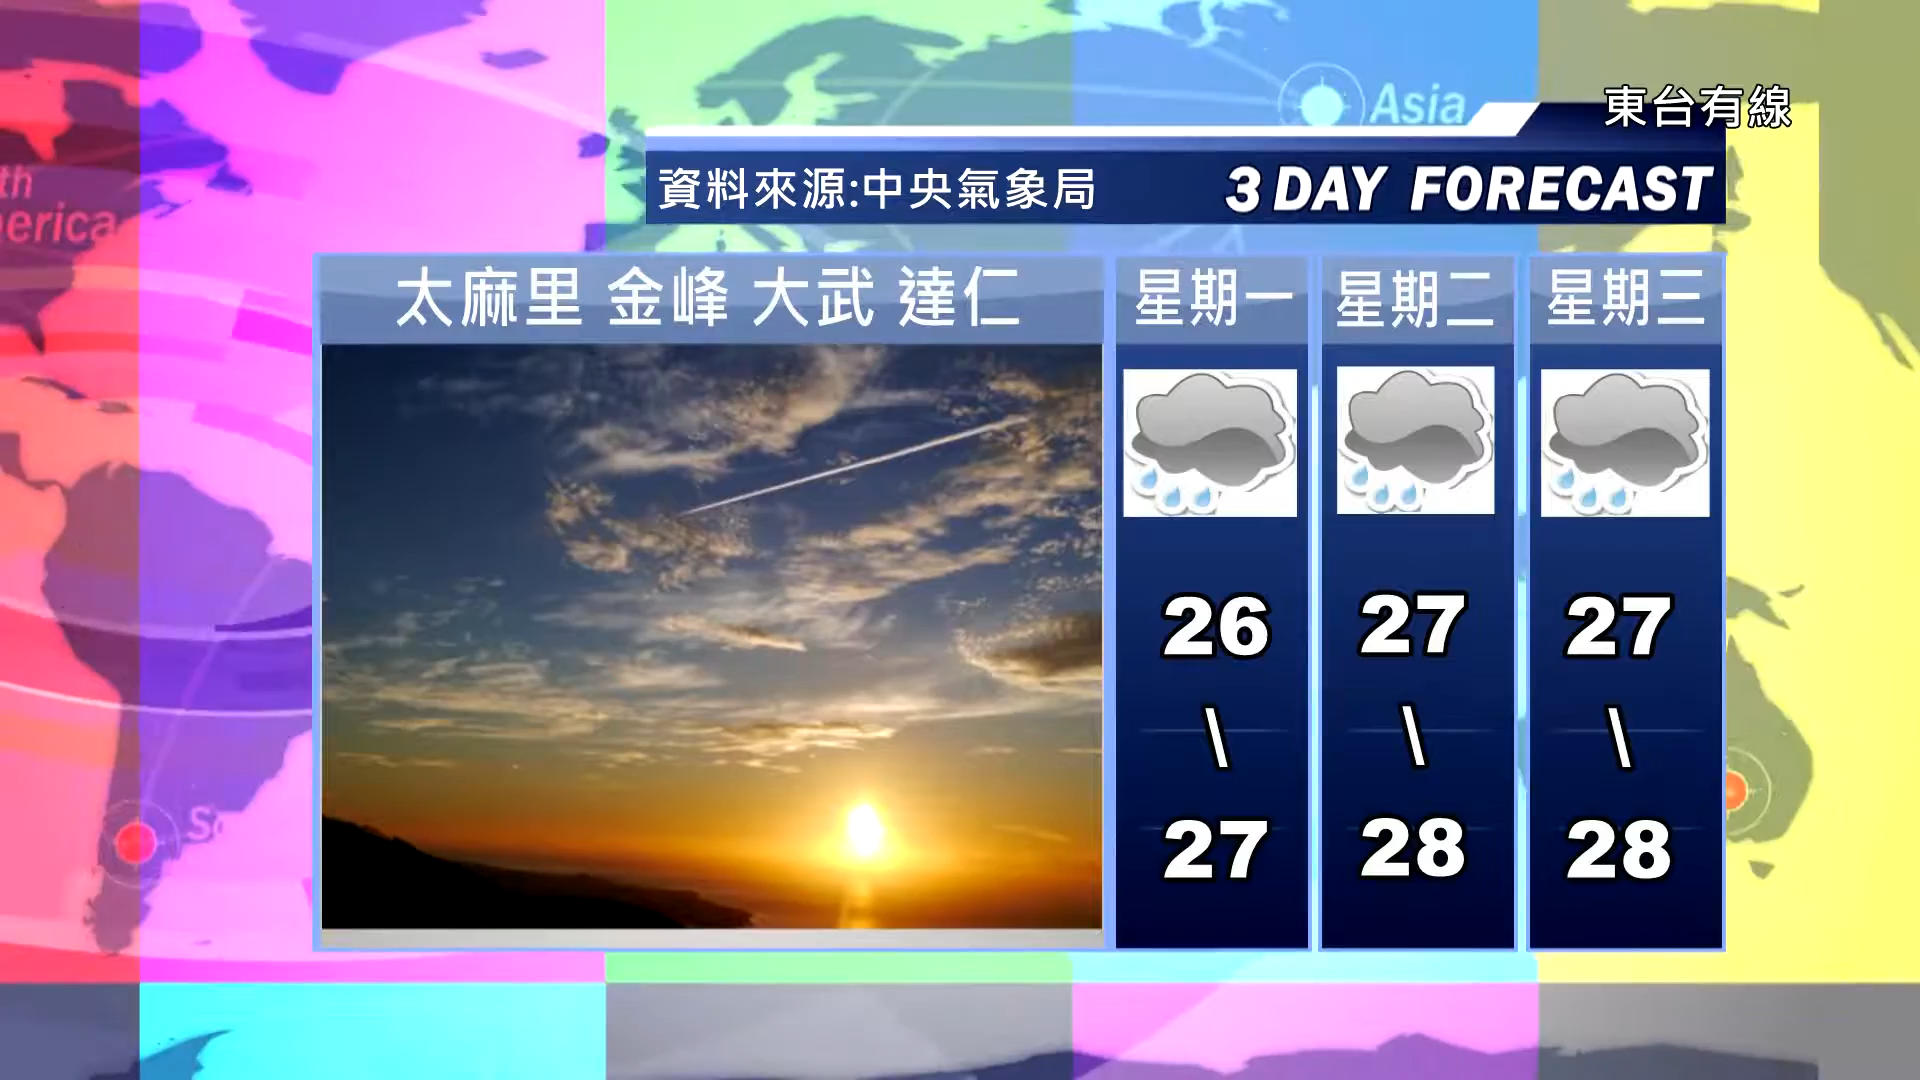 東台有線
Asia
資料來源:中央氣象局 3 DAY FORECAST
太麻里 金峰 大武 達仁 星期一 星期二 星期三
26 27 27
\ \ \
27 28 28